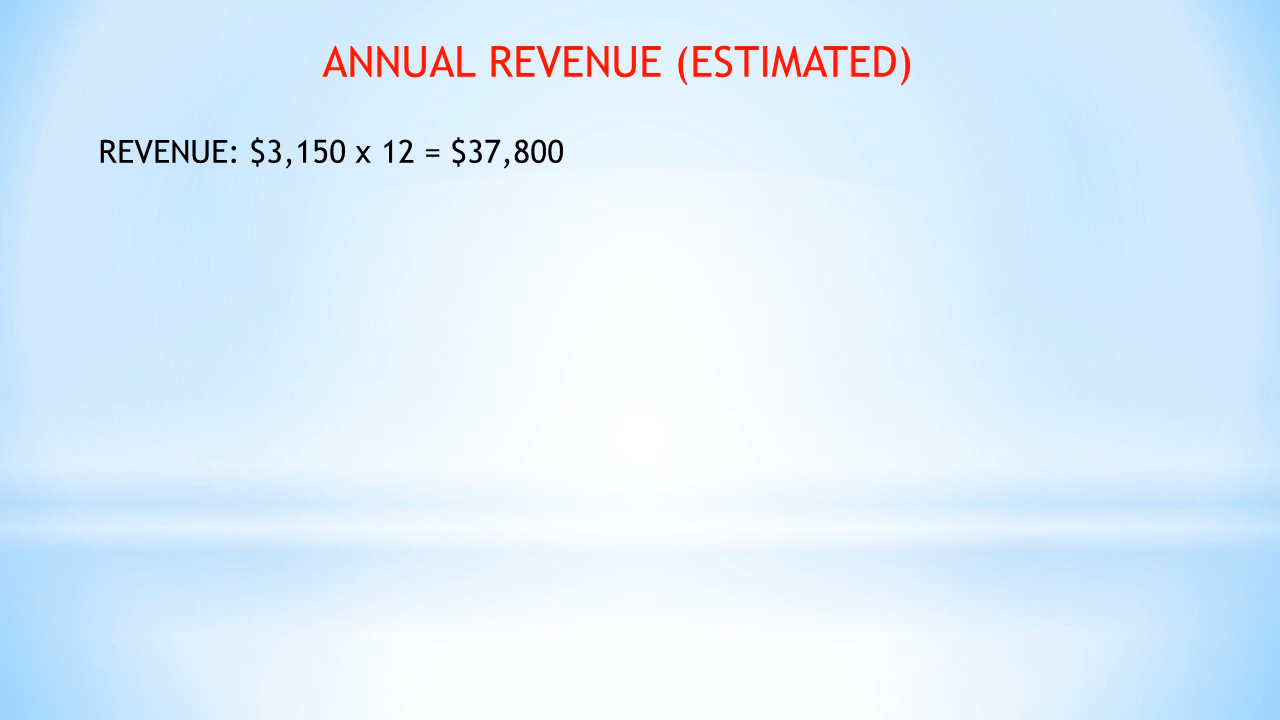 ANNUAL REVENUE (ESTIMATED)
REVENUE: $3,150 x 12 = $37,800